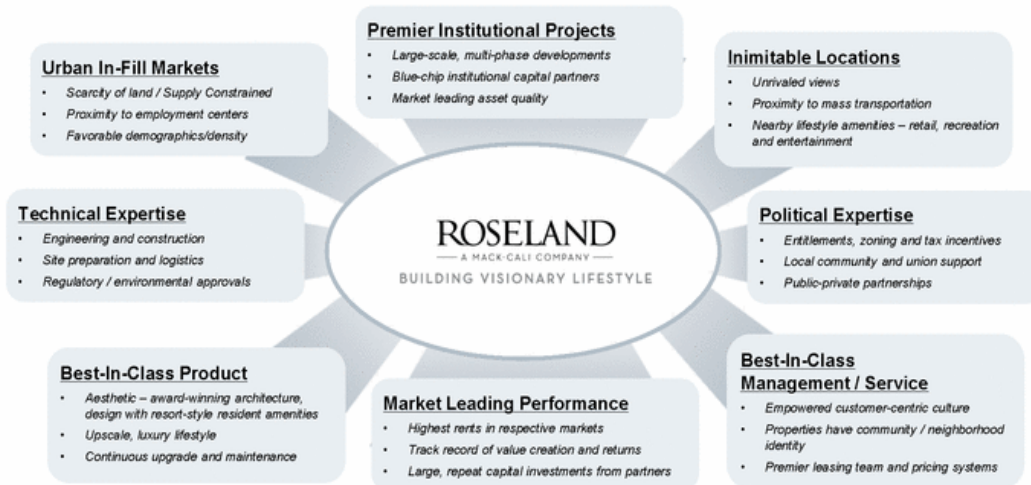 Premier Institutional Projects
• Large-scale, multi-phase developments
• Blue-chip institutional capital partners
• Market leading asset quality
Urban In-Fill Markets
• Scarcity of land / Supply Constrained
• Proximity to employment centers
• Favorable demographics/density
Inimitable Locations
• Unrivaled views
• Proximity to mass transportation
• Nearby lifestyle amenities – retail, recreation
and entertainment
Technical Expertise
• Engineering and construction
• Site preparation and logistics
• Regulatory / environmental approvals
ROSELAND
A MACK-CALI COMPANY
BUILDING VISIONARY LIFESTYLE
Political Expertise
• Entitlements, zoning and tax incentives
• Local community and union support
• Public-private partnerships
Best-In-Class Product
• Aesthetic – award-winning architecture,
design with resort-style resident amenities
• Upscale, luxury lifestyle
• Continuous upgrade and maintenance
Market Leading Performance
• Highest rents in respective markets
• Track record of value creation and returns
• Large, repeat capital investments from partners
Best-In-Class
Management / Service
• Empowered customer-centric culture
• Properties have community / neighborhood
identity
• Premier leasing team and pricing systems